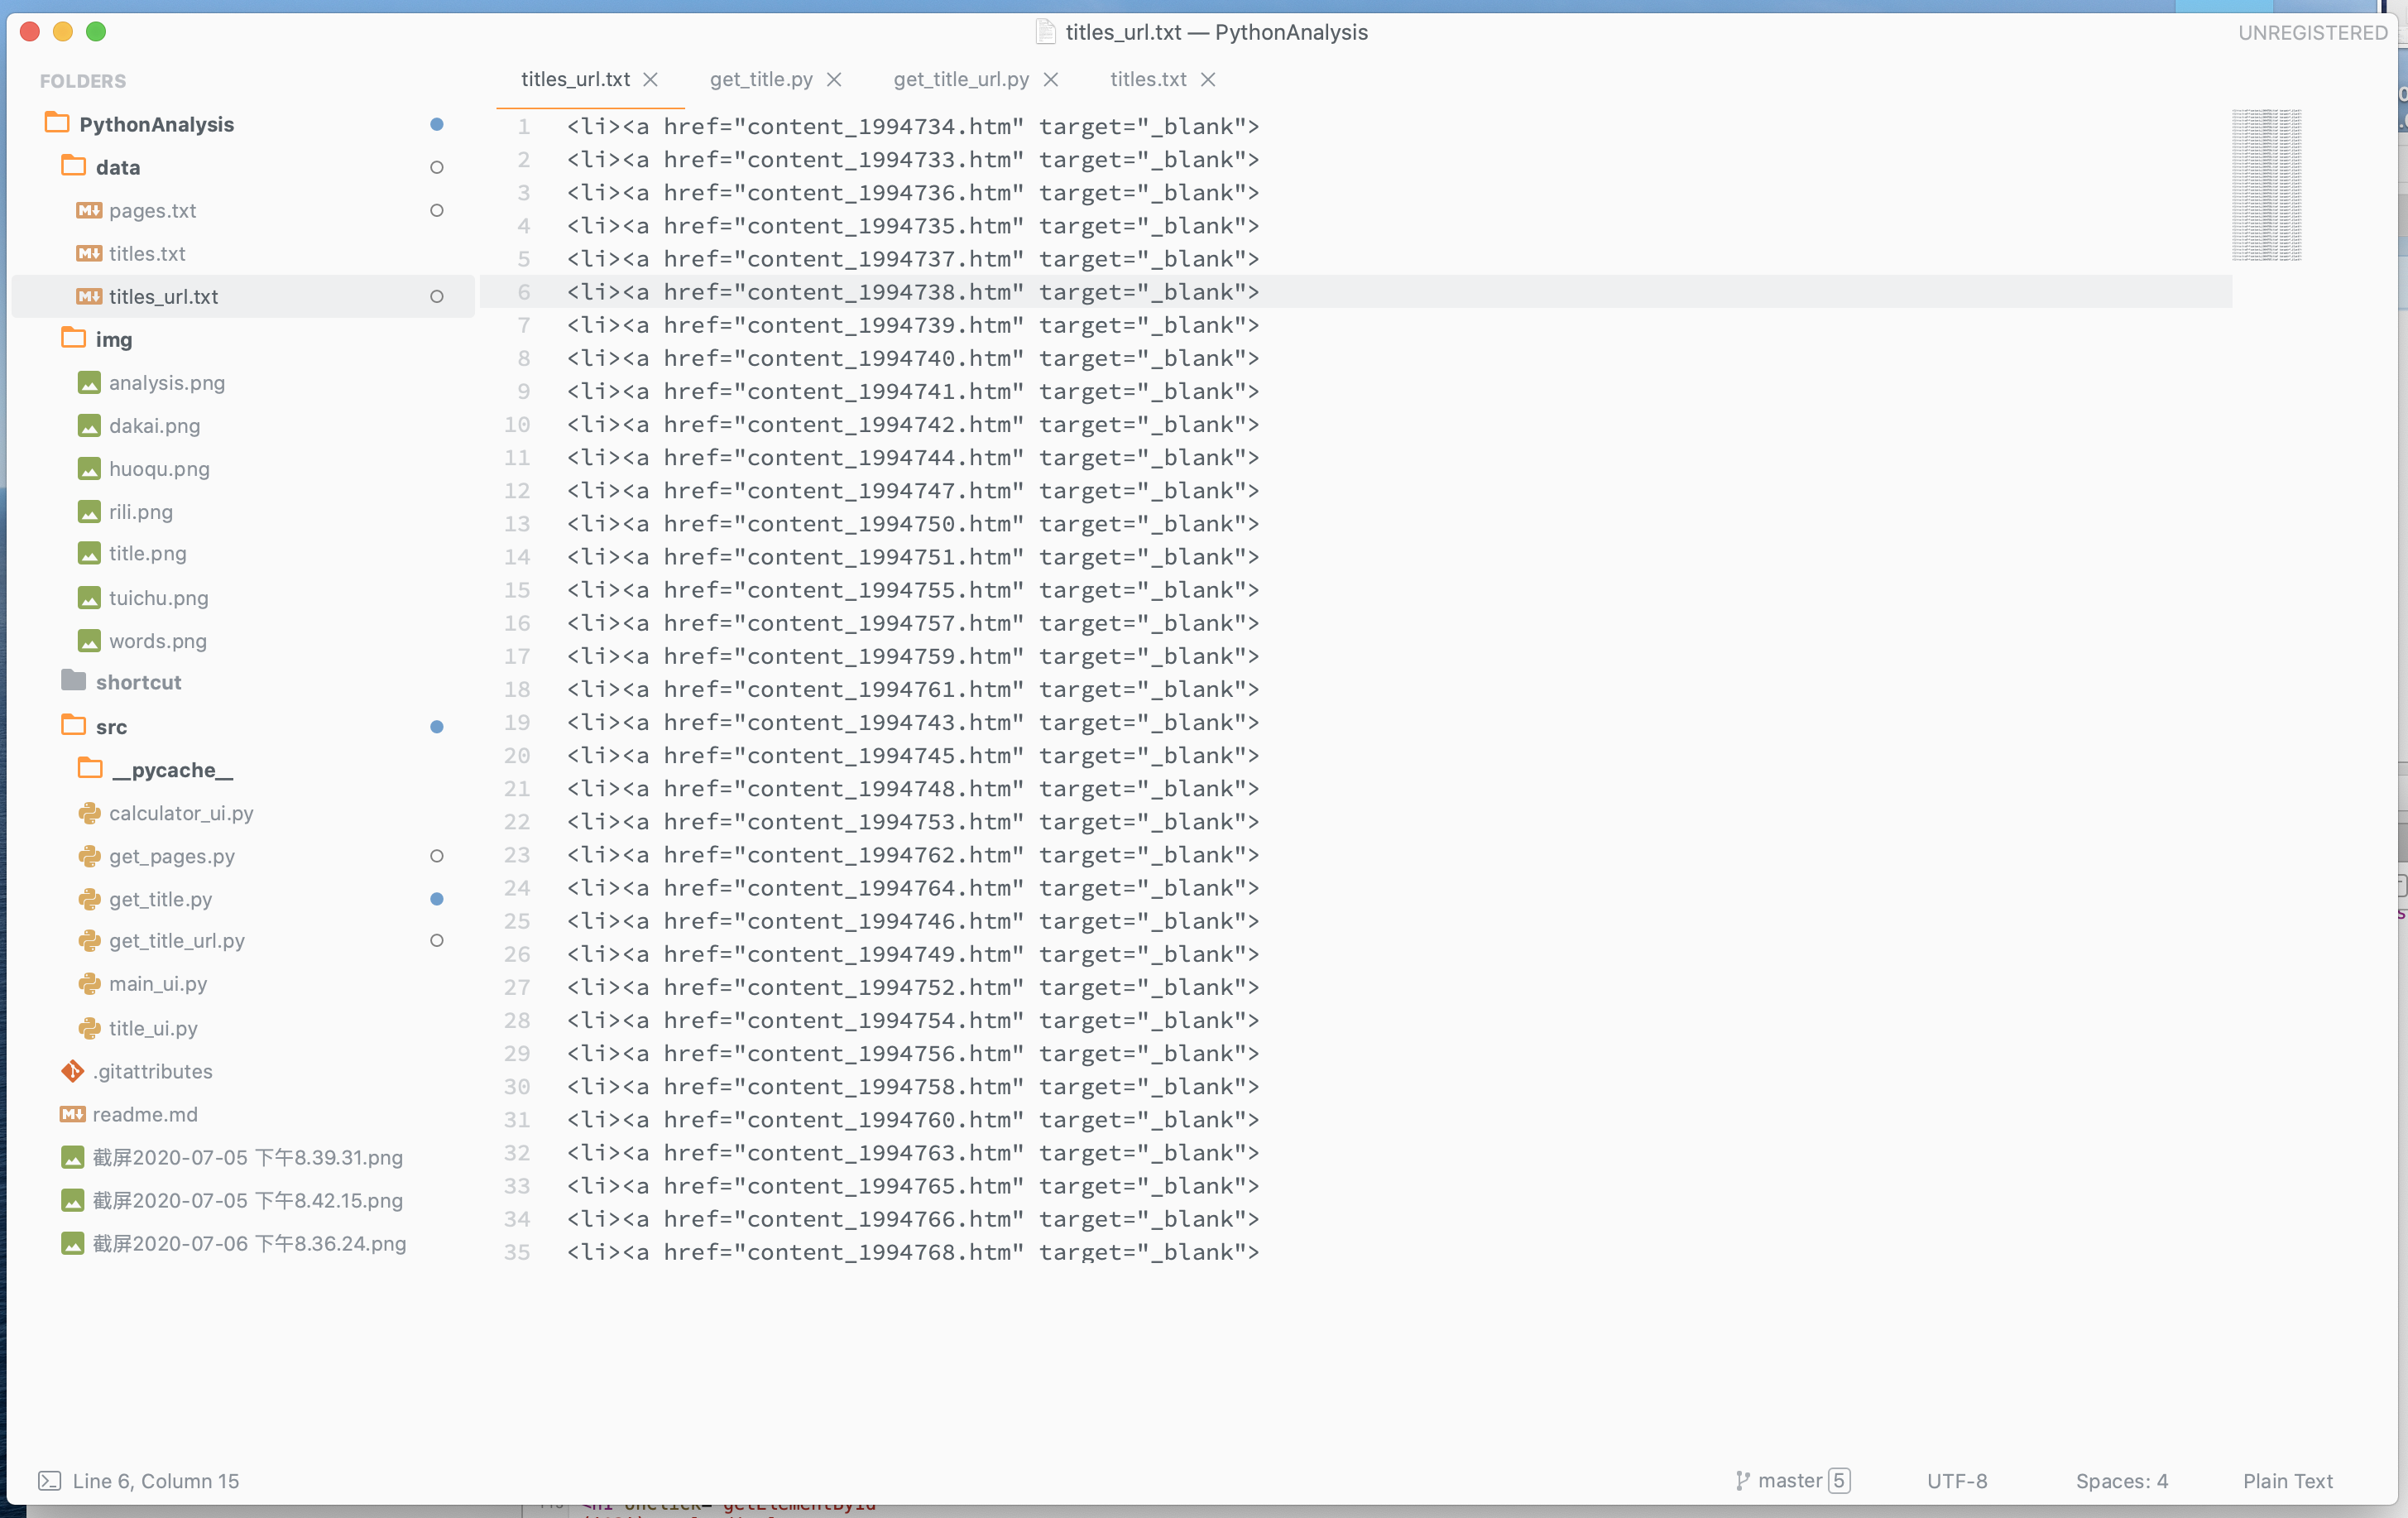 titles_url.txt — PythonAnalysis
UNREGISTERED
FOLDERS
PythonAnalysis
data
pages.txt
titles.txt
titles_url.txt
img
analysis.png
dakai.png
huoqu.png
rili.png
title.png
tuichu.png
words.png
shortcut
src
__pycache__
calculator_ui.py
get_pages.py
get_title.py
get_title_url.py
main_ui.py
title_ui.py
.gitattributes
readme.md
截屏2020-07-05 下午8.39.31.png
截屏2020-07-05 下午8.42.15.png
截屏2020-07-06 下午8.36.24.png
titles_url.txt get_title.py get_title_url.py titles.txt
1 <li><a href="content_1994734.htm" target="_blank">
2 <li><a href="content_1994733.htm" target="_blank">
3 <li><a href="content_1994736.htm" target="_blank">
4 <li><a href="content_1994735.htm" target="_blank">
5 <li><a href="content_1994737.htm" target="_blank">
6 <li><a href="content_1994738.htm" target="_blank">
7 <li><a href="content_1994739.htm" target="_blank">
8 <li><a href="content_1994740.htm" target="_blank">
9 <li><a href="content_1994741.htm" target="_blank">
10 <li><a href="content_1994742.htm" target="_blank">
11 <li><a href="content_1994744.htm" target="_blank">
12 <li><a href="content_1994747.htm" target="_blank">
13 <li><a href="content_1994750.htm" target="_blank">
14 <li><a href="content_1994751.htm" target="_blank">
15 <li><a href="content_1994755.htm" target="_blank">
16 <li><a href="content_1994757.htm" target="_blank">
17 <li><a href="content_1994759.htm" target="_blank">
18 <li><a href="content_1994761.htm" target="_blank">
19 <li><a href="content_1994743.htm" target="_blank">
20 <li><a href="content_1994745.htm" target="_blank">
21 <li><a href="content_1994748.htm" target="_blank">
22 <li><a href="content_1994753.htm" target="_blank">
23 <li><a href="content_1994762.htm" target="_blank">
24 <li><a href="content_1994764.htm" target="_blank">
25 <li><a href="content_1994746.htm" target="_blank">
26 <li><a href="content_1994749.htm" target="_blank">
27 <li><a href="content_1994752.htm" target="_blank">
28 <li><a href="content_1994754.htm" target="_blank">
29 <li><a href="content_1994756.htm" target="_blank">
30 <li><a href="content_1994758.htm" target="_blank">
31 <li><a href="content_1994760.htm" target="_blank">
32 <li><a href="content_1994763.htm" target="_blank">
33 <li><a href="content_1994765.htm" target="_blank">
34 <li><a href="content_1994766.htm" target="_blank">
35 <li><a href="content_1994768.htm" target="_blank">
Line 6, Column 15
master 5
UTF-8
Spaces: 4
Plain Text